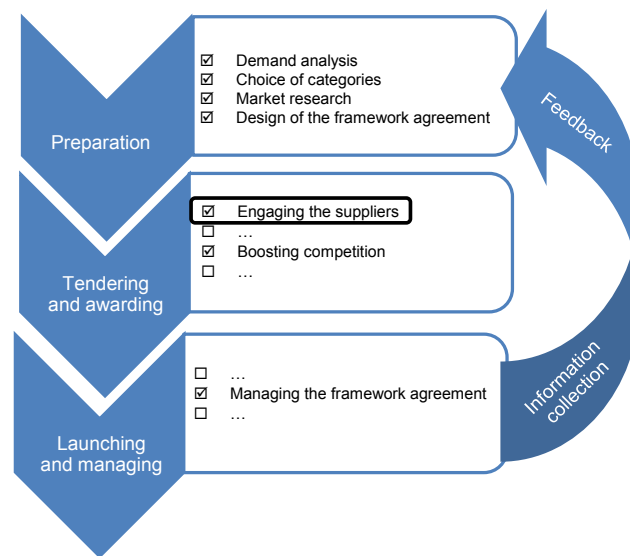 Preparation
☑ Demand analysis
☑ Choice of categories
☑ Market research
☑ Design of the framework agreement
Tendering
and awarding
☑ Engaging the suppliers
☐ …
☑ Boosting competition
☐ …
Launching
and managing
☐ …
☑ Managing the framework agreement
☐ …
Feedback
Information
collection